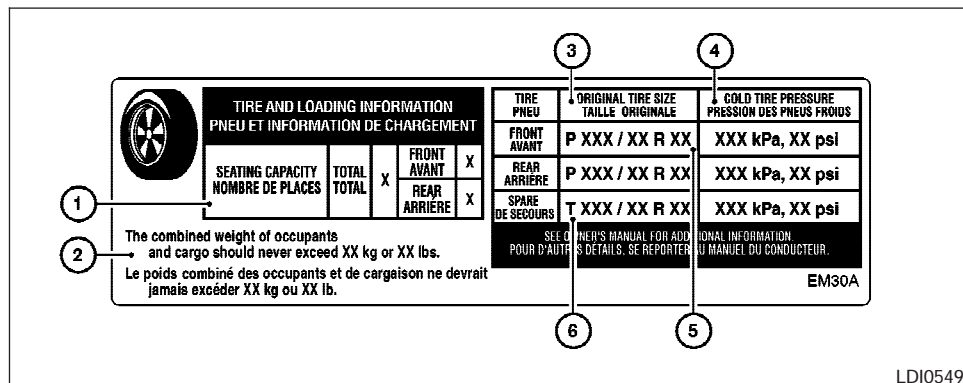 3
4
TIRE AND LOADING INFORMATION
PNEU ET INFORMATION DE CHARGEMENT
SEATING CAPACITY
NOMBRE DE PLACES
TOTAL
TOTAL
X
FRONT
AVANT
X
REAR
ARRIÈRE
X
TIRE
PNEU
ORIGINAL TIRE SIZE
TAILLE ORIGINALE
COLD TIRE PRESSURE
PRESSION DES PNEUS FROIDS
FRONT
AVANT
P XXX / XX R XX
XXX kPa, XX psi
REAR
ARRIÈRE
P XXX / XX R XX
XXX kPa, XX psi
SPARE
DE SECOURS
T XXX / XX R XX
XXX kPa, XX psi
SEE OWNER'S MANUAL FOR ADDITIONAL INFORMATION.
POUR D'AUTRES DÉTAILS, SE REPORTER AU MANUEL DU CONDUCTEUR.
1
2
The combined weight of occupants
and cargo should never exceed XX kg or XX lbs.
Le poids combiné des occupants et de cargaison ne devrait
jamais excéder XX kg ou XX lb.
EM30A
6
5
LDI0549